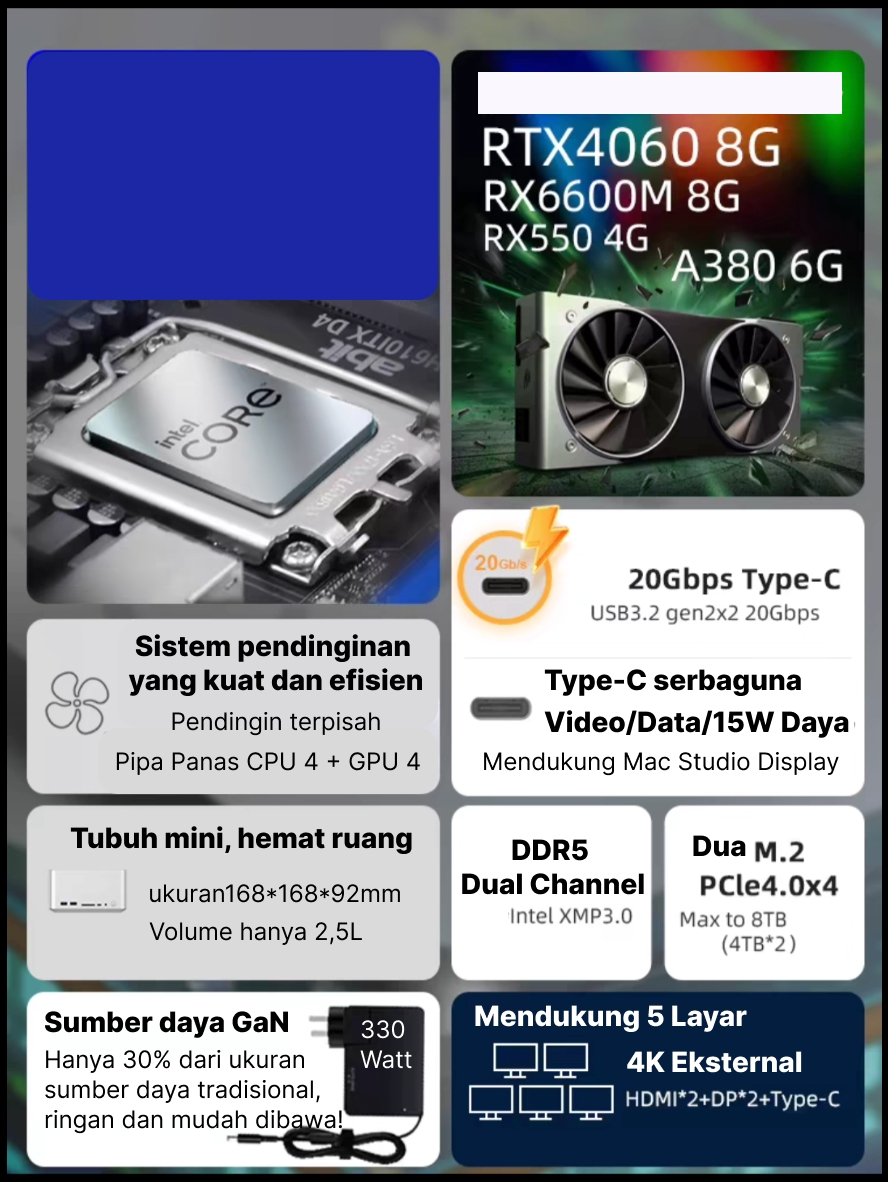 RTX4060 8G
RX6600M 8G
RX550 4G
A380 6G
H610ITX D4
abit
intel
CORE
20Gb/s
20Gbps Type-C
USB3.2 gen2x2 20Gbps
Sistem pendinginan
yang kuat dan efisien
Pendingin terpisah
Pipa Panas CPU 4 + GPU 4
Type-C serbaguna
Video/Data/15W Daya
Mendukung Mac Studio Display
Tubuh mini, hemat ruang
ukuran168*168*92mm
Volume hanya 2,5L
DDR5
Dual Channel
Intel XMP3.0
Dua M.2
PCle4.0x4
Max to 8TB
(4TB*2)
Sumber daya GaN
Hanya 30% dari ukuran
sumber daya tradisional,
ringan dan mudah dibawa!
330
Watt
Mendukung 5 Layar
4K Eksternal
HDMI*2+DP*2+Type-C